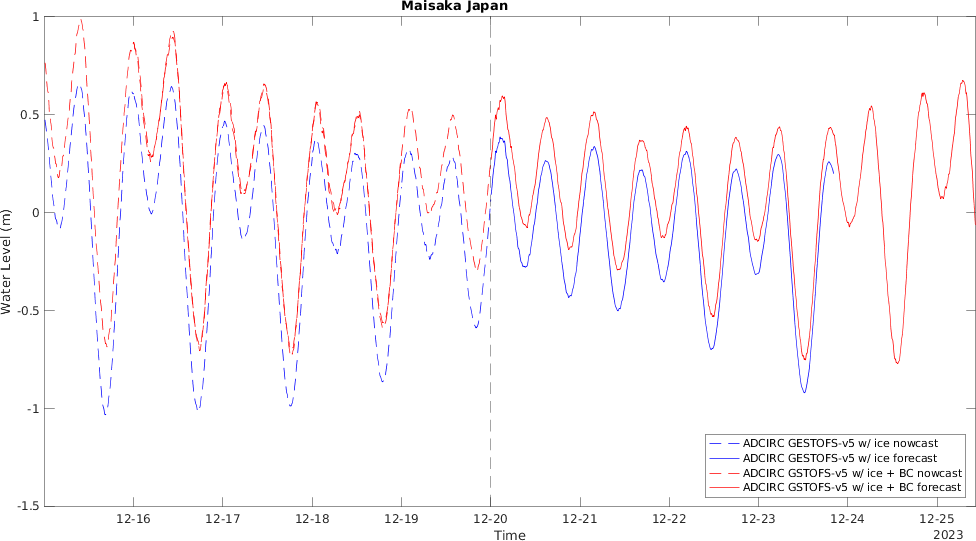 Maisaka Japan
1
0.5
0
-0.5
-1
-1.5
Water Level (m)
12-16 12-17 12-18 12-19 12-20 12-21 12-22 12-23 12-24 12-25
Time
2023
ADCIRC GESTOFS-v5 w/ ice nowcast
ADCIRC GESTOFS-v5 w/ ice forecast
ADCIRC GSTOFS-v5 w/ ice + BC nowcast
ADCIRC GSTOFS-v5 w/ ice + BC forecast